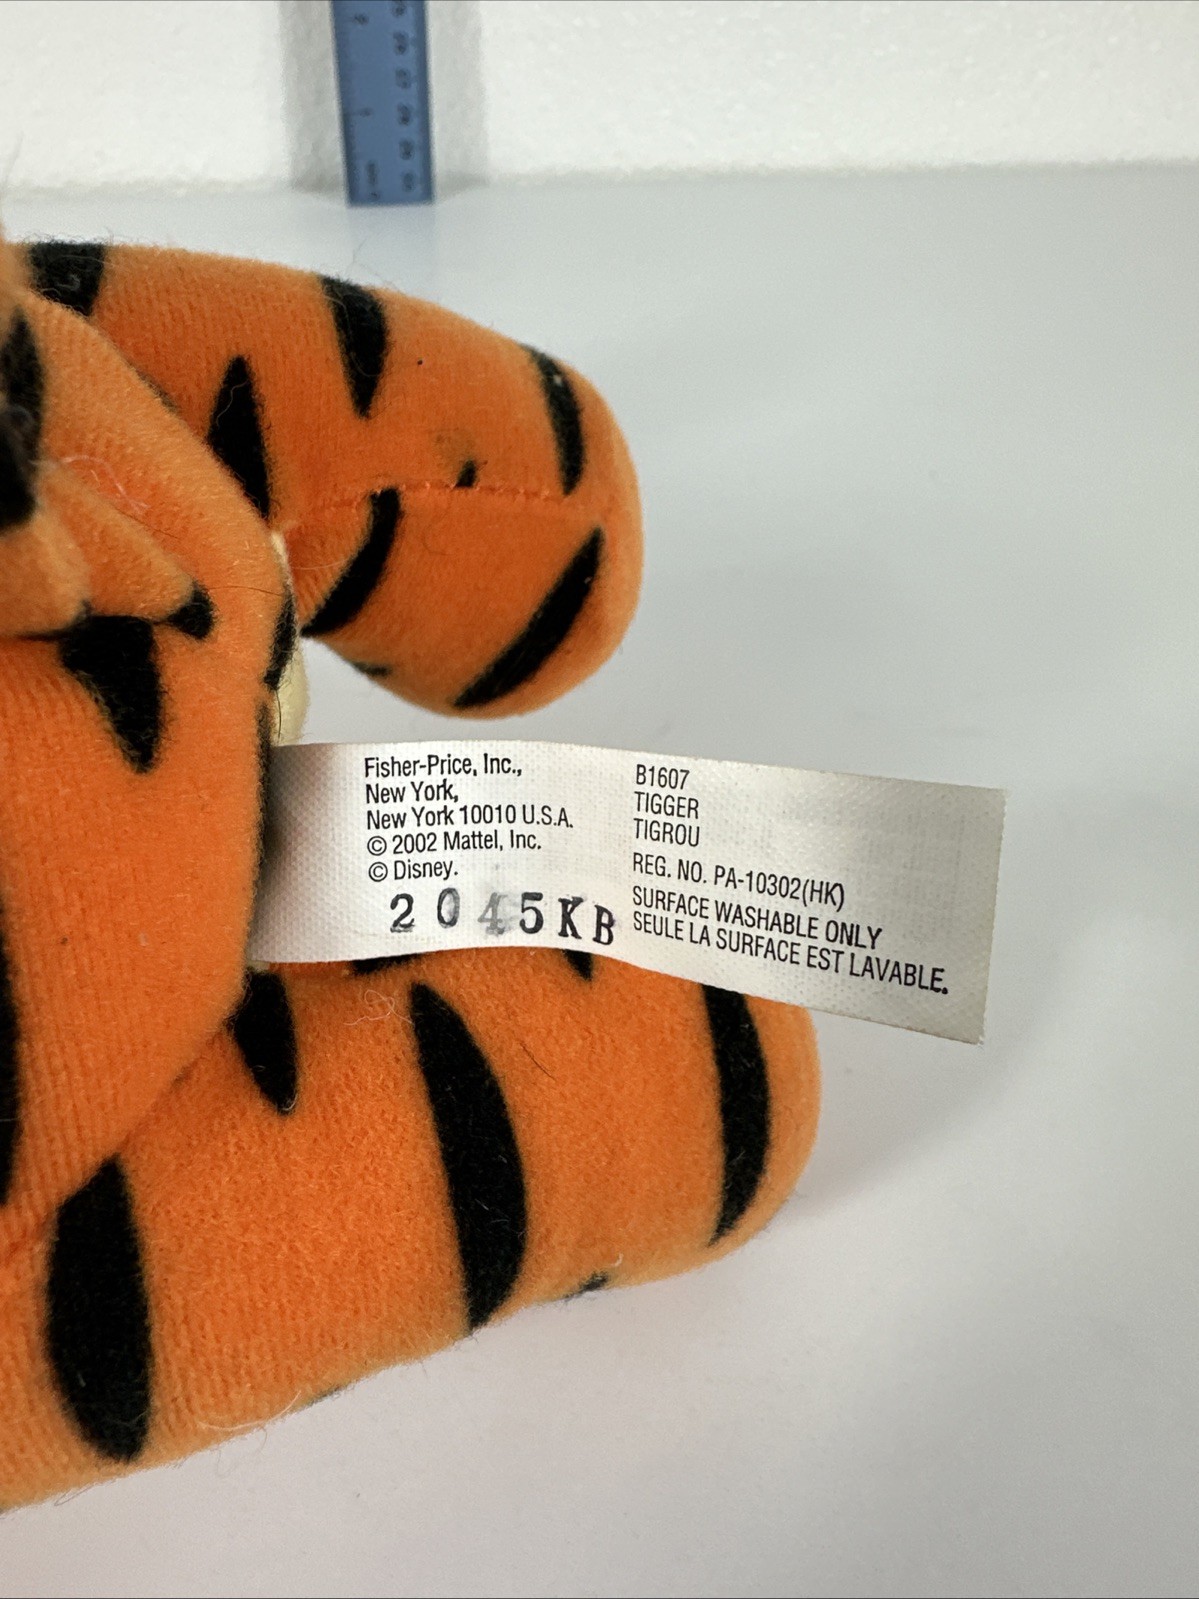 Fisher-Price, Inc.,
New York,
New York 10010 U.S.A.
© 2002 Mattel, Inc.
© Disney.
2045KB
B1607
TIGGER
TIGROU
REG. NO. PA-10302(HK)
SURFACE WASHABLE ONLY
SEULE LA SURFACE EST LAVABLE.